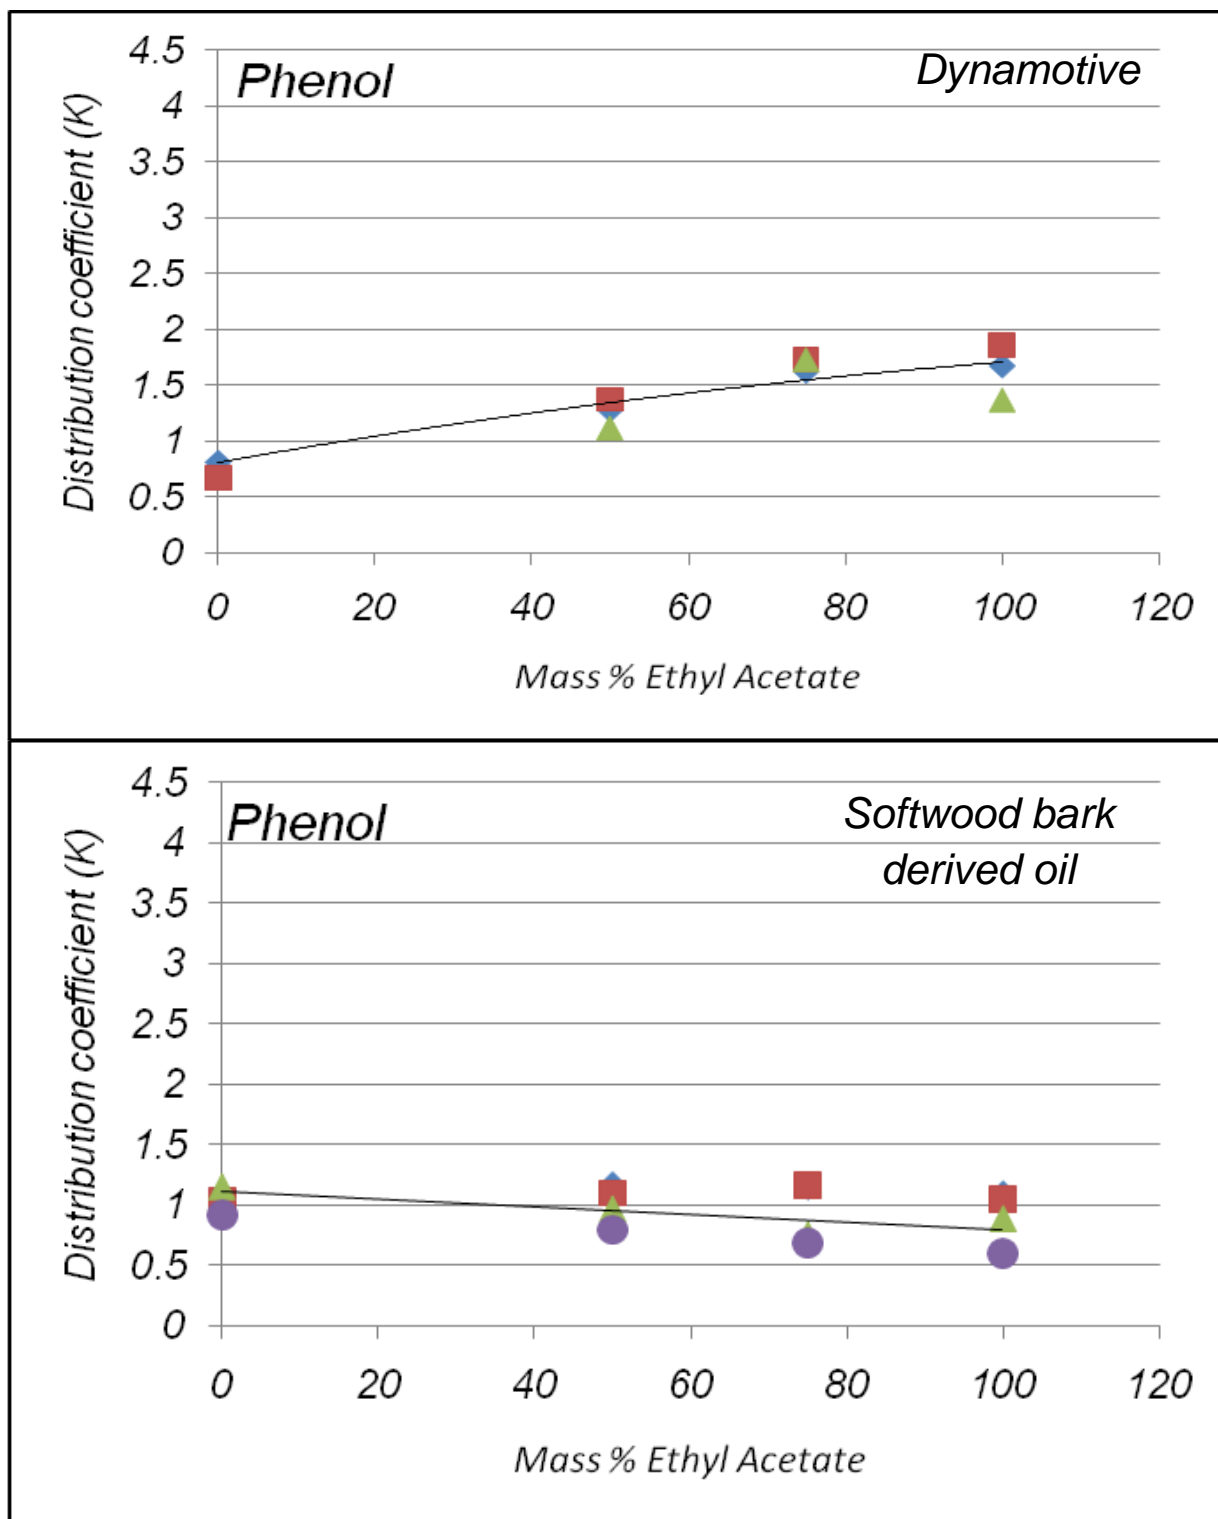 4.5
Phenol
Dynamotive
4
3.5
3
2.5
2
1.5
1
0.5
0
Distribution coefficient (K)
0 20 40 60 80 100 120
Mass % Ethyl Acetate
4.5
Phenol
Softwood bark
derived oil
4
3.5
3
2.5
2
1.5
1
0.5
0
Distribution coefficient (K)
0 20 40 60 80 100 120
Mass % Ethyl Acetate